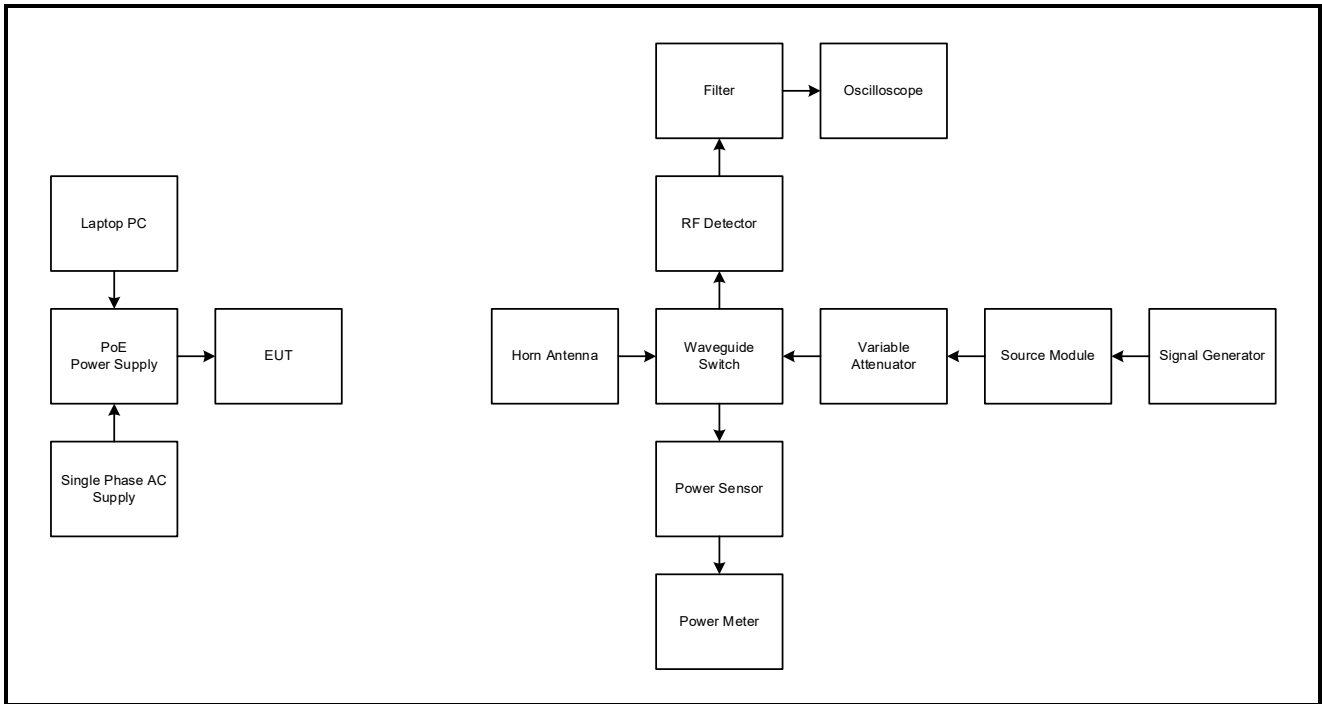 Filter
Oscilloscope
Laptop PC
RF Detector
PoE
Power Supply
EUT
Horn Antenna
Waveguide
Switch
Variable
Attenuator
Source Module
Signal Generator
Single Phase AC
Supply
Power Sensor
Power Meter